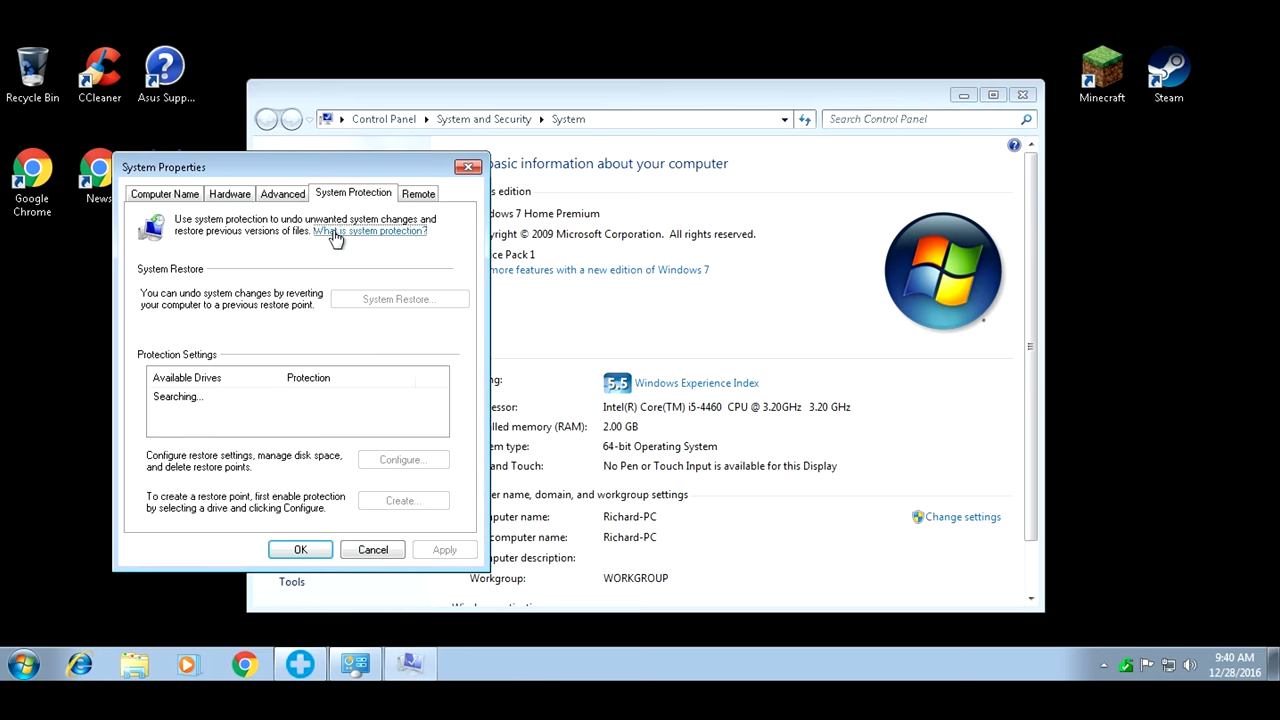 Recycle Bin
CCleaner
Asus Supp...
Minecraft
Steam
Google
Chrome
News
Control Panel
System and Security
System
Search Control Panel
basic information about your computer
s edition
s 7 Home Premium
right © 2009 Microsoft Corporation. All rights reserved.
ce Pack 1
more features with a new edition of Windows 7
ng:
5.5 Windows Experience Index
ssor: Intel(R) Core(TM) i5-4460 CPU @ 3.20GHz 3.20 GHz
lled memory (RAM): 2.00 GB
m type: 64-bit Operating System
nd Touch: No Pen or Touch Input is available for this Display
er name, domain, and workgroup settings
puter name: Richard-PC
Change settings
computer name: Richard-PC
puter description:
Workgroup: WORKGROUP
Tools
System Properties
Computer Name
Hardware
Advanced
System Protection
Remote
Use system protection to undo unwanted system changes and
restore previous versions of files. What is system protection?
System Restore
You can undo system changes by reverting
your computer to a previous restore point.
System Restore...
Protection Settings
Available Drives
Protection
Searching...
Configure restore settings, manage disk space,
and delete restore points.
Configure...
To create a restore point, first enable protection
by selecting a drive and clicking Configure.
Create...
OK
Cancel
Apply
9:40 AM
12/28/2016